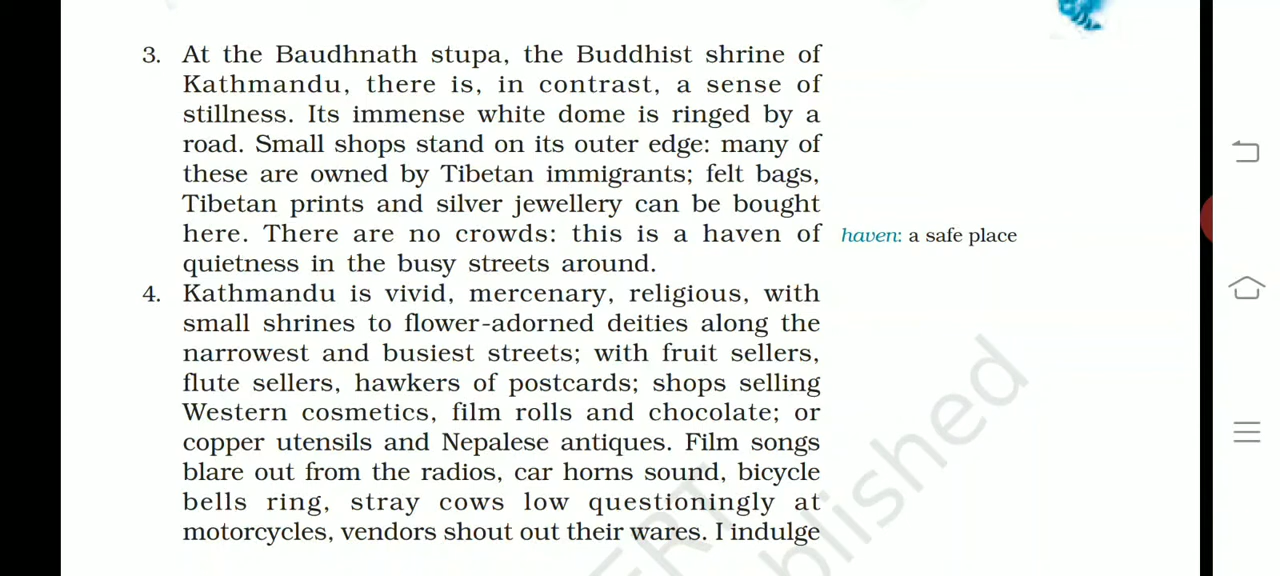 3. At the Baudhnath stupa, the Buddhist shrine of
Kathmandu, there is, in contrast, a sense of
stillness. Its immense white dome is ringed by a
road. Small shops stand on its outer edge: many of
these are owned by Tibetan immigrants; felt bags,
Tibetan prints and silver jewellery can be bought
here. There are no crowds: this is a haven of
haven: a safe place
quietness in the busy streets around.
4. Kathmandu is vivid, mercenary, religious, with
small shrines to flower-adorned deities along the
narrowest and busiest streets; with fruit sellers,
flute sellers, hawkers of postcards; shops selling
Western cosmetics, film rolls and chocolate; or
copper utensils and Nepalese antiques. Film songs
blare out from the radios, car horns sound, bicycle
bells ring, stray cows low questioningly at
motorcycles, vendors shout out their wares. I indulge